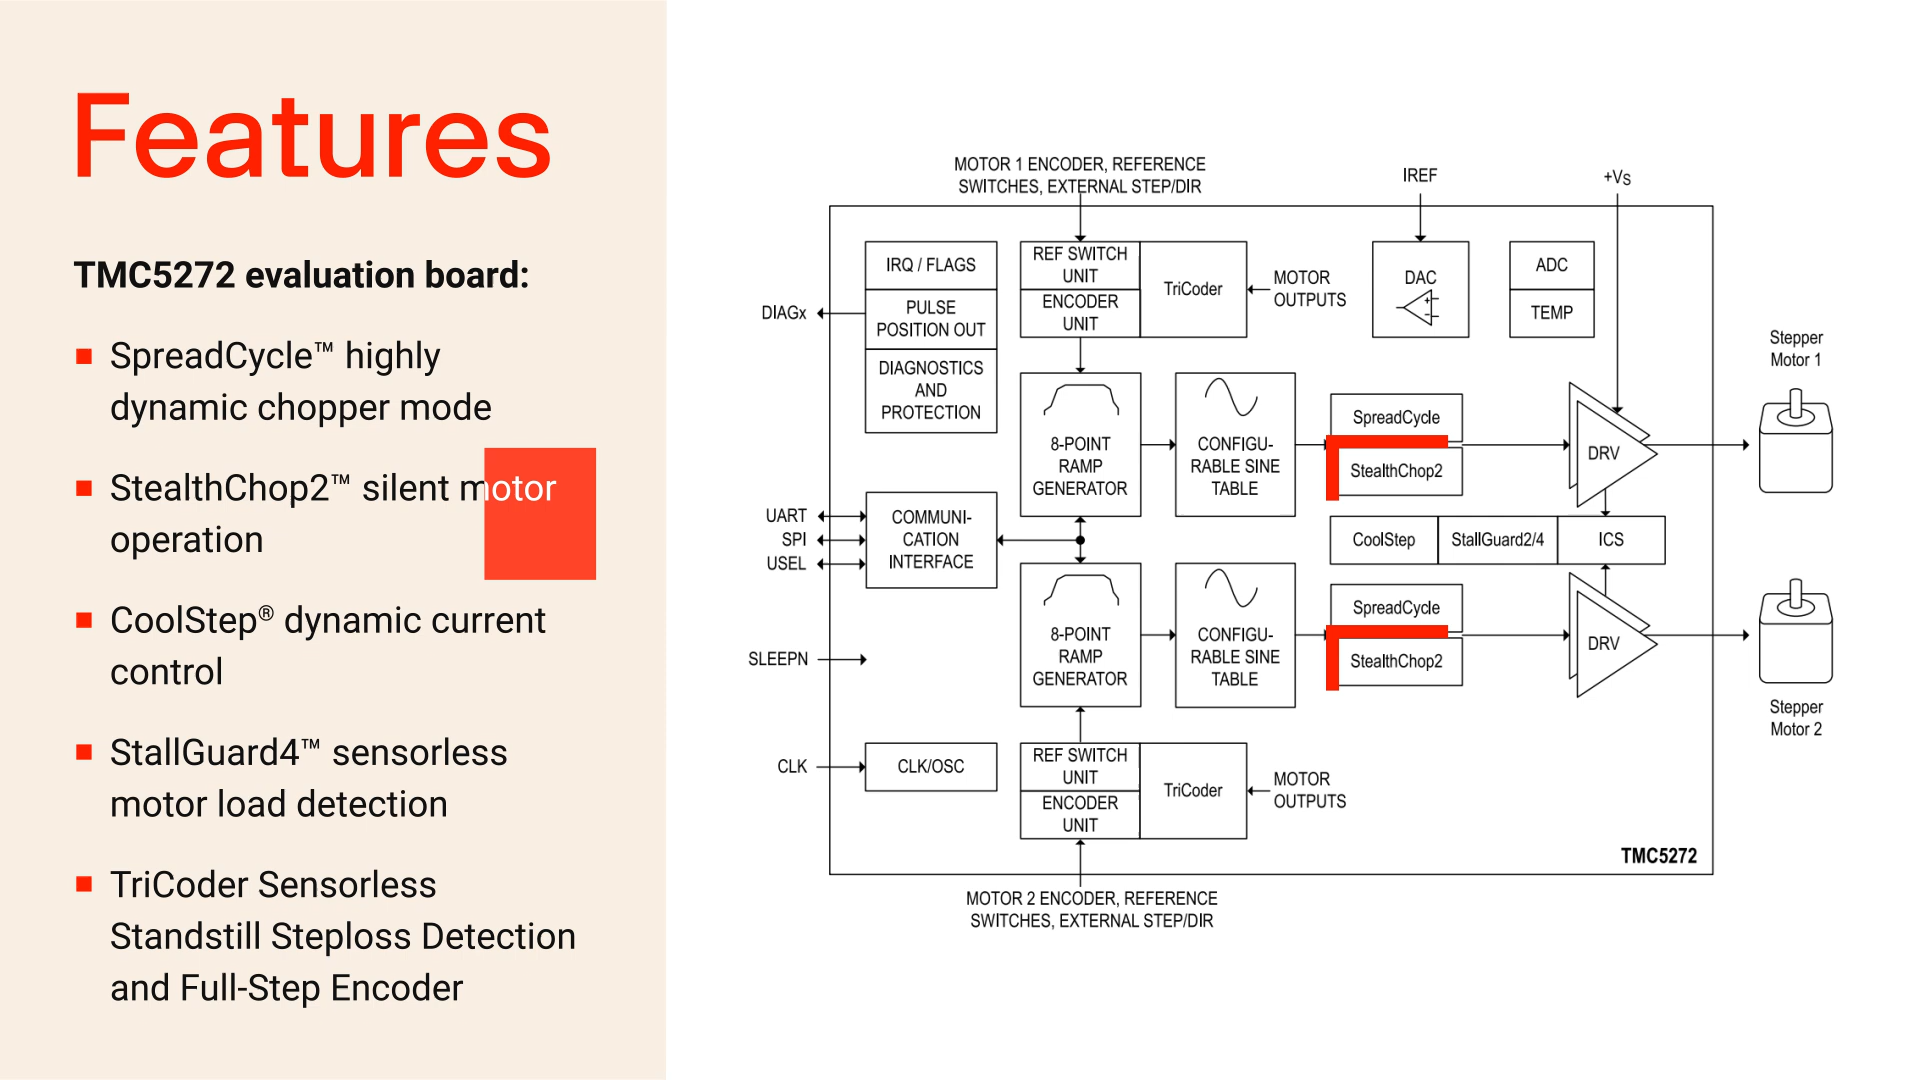 Features
TMC5272 evaluation board:
SpreadCycle™ highly
dynamic chopper mode
StealthChop2™ silent motor
operation
CoolStep® dynamic current
control
StallGuard4™ sensorless
motor load detection
TriCoder Sensorless
Standstill Steploss Detection
and Full-Step Encoder
MOTOR 1 ENCODER, REFERENCE
SWITCHES, EXTERNAL STEP/DIR
IREF
+VS
IRQ / FLAGS
PULSE
POSITION OUT
DIAGNOSTICS
AND
PROTECTION
DIAGx
REF SWITCH
UNIT
ENCODER
UNIT
TriCoder
MOTOR
OUTPUTS
DAC
ADC
TEMP
8-POINT
RAMP
GENERATOR
CONFIGU-
RABLE SINE
TABLE
SpreadCycle
StealthChop2
DRV
Stepper
Motor 1
UART
SPI
USEL
COMMUNI-
CATION
INTERFACE
CoolStep
StallGuard2/4
ICS
8-POINT
RAMP
GENERATOR
CONFIGU-
RABLE SINE
TABLE
SpreadCycle
StealthChop2
DRV
Stepper
Motor 2
SLEEPN
CLK
CLK/OSC
REF SWITCH
UNIT
ENCODER
UNIT
TriCoder
MOTOR
OUTPUTS
TMC5272
MOTOR 2 ENCODER, REFERENCE
SWITCHES, EXTERNAL STEP/DIR